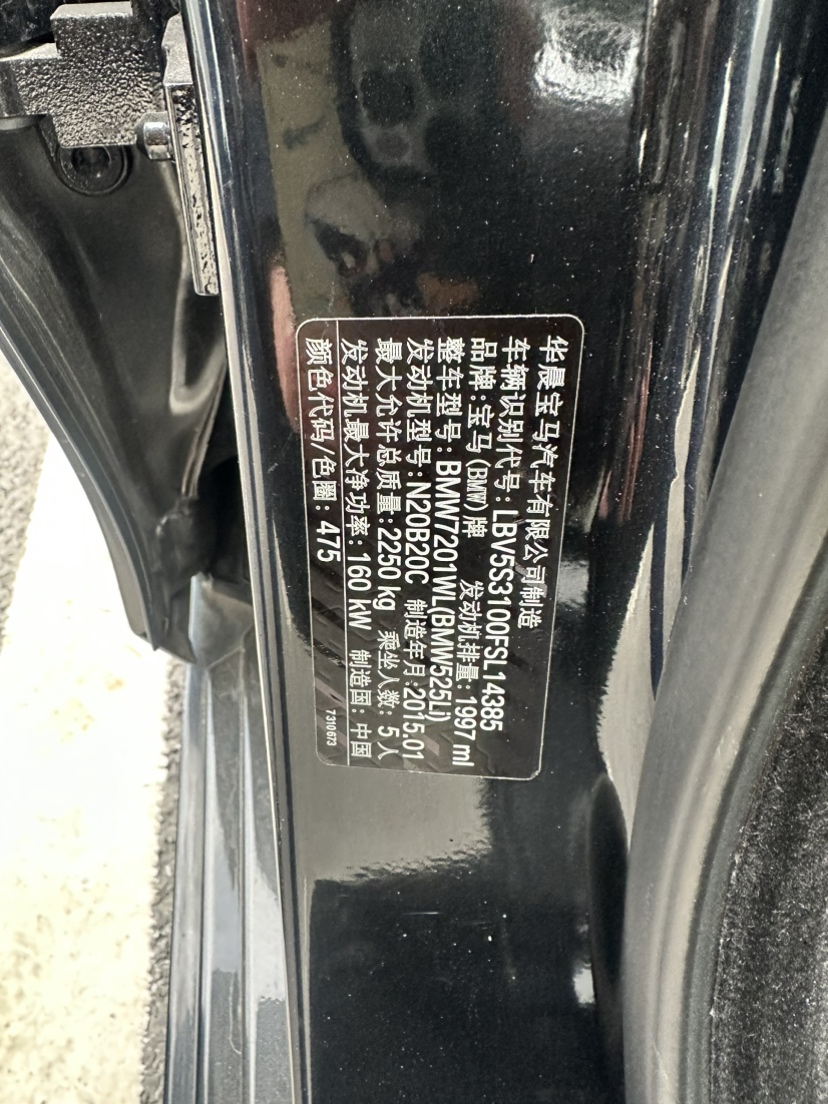 华晨宝马汽车有限公司制造
车辆识别代号: LBV5S3100FSL14385
品牌:宝马(BMW)牌 发动机排量: 1997 ml
整车型号: BMW7201WL(BMW525Li)
发动机型号:N20B20C 制造年月:2015.01
最大允许总质量:2250 kg 乘坐人数: 5人
发动机最大净功率: 160 kW 制造国: 中国
颜色代码/色圈: 475 7310673